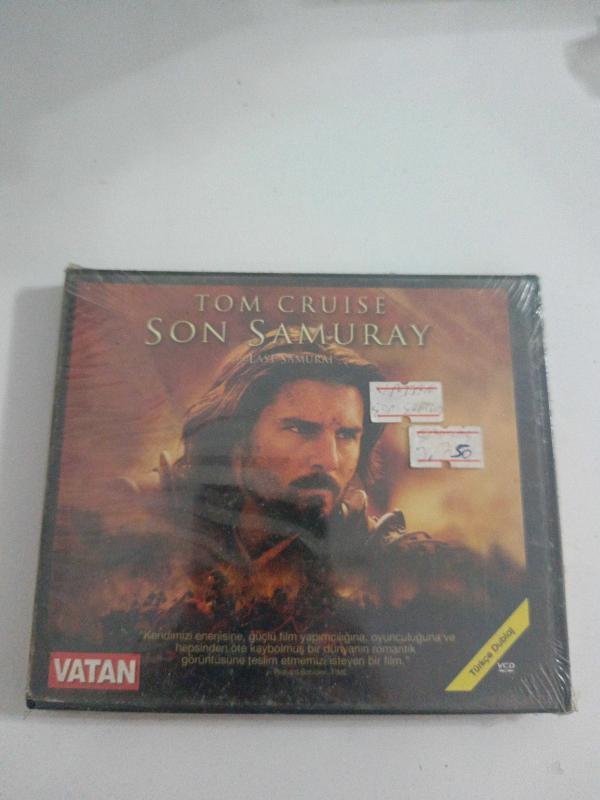 TOM CRUISE
SON SAMURAY
LAST SAMURAI
50
"Kendimizi enerjisine, güçlü film yapımcılığına, oyunculuğuna ve
hepsinden öte kaybolmuş bir dünyanın romantik
görüntüsüne teslim etmemizi isteyen bir film."
TIME
VATAN
Türkçe Dublaj
VCD